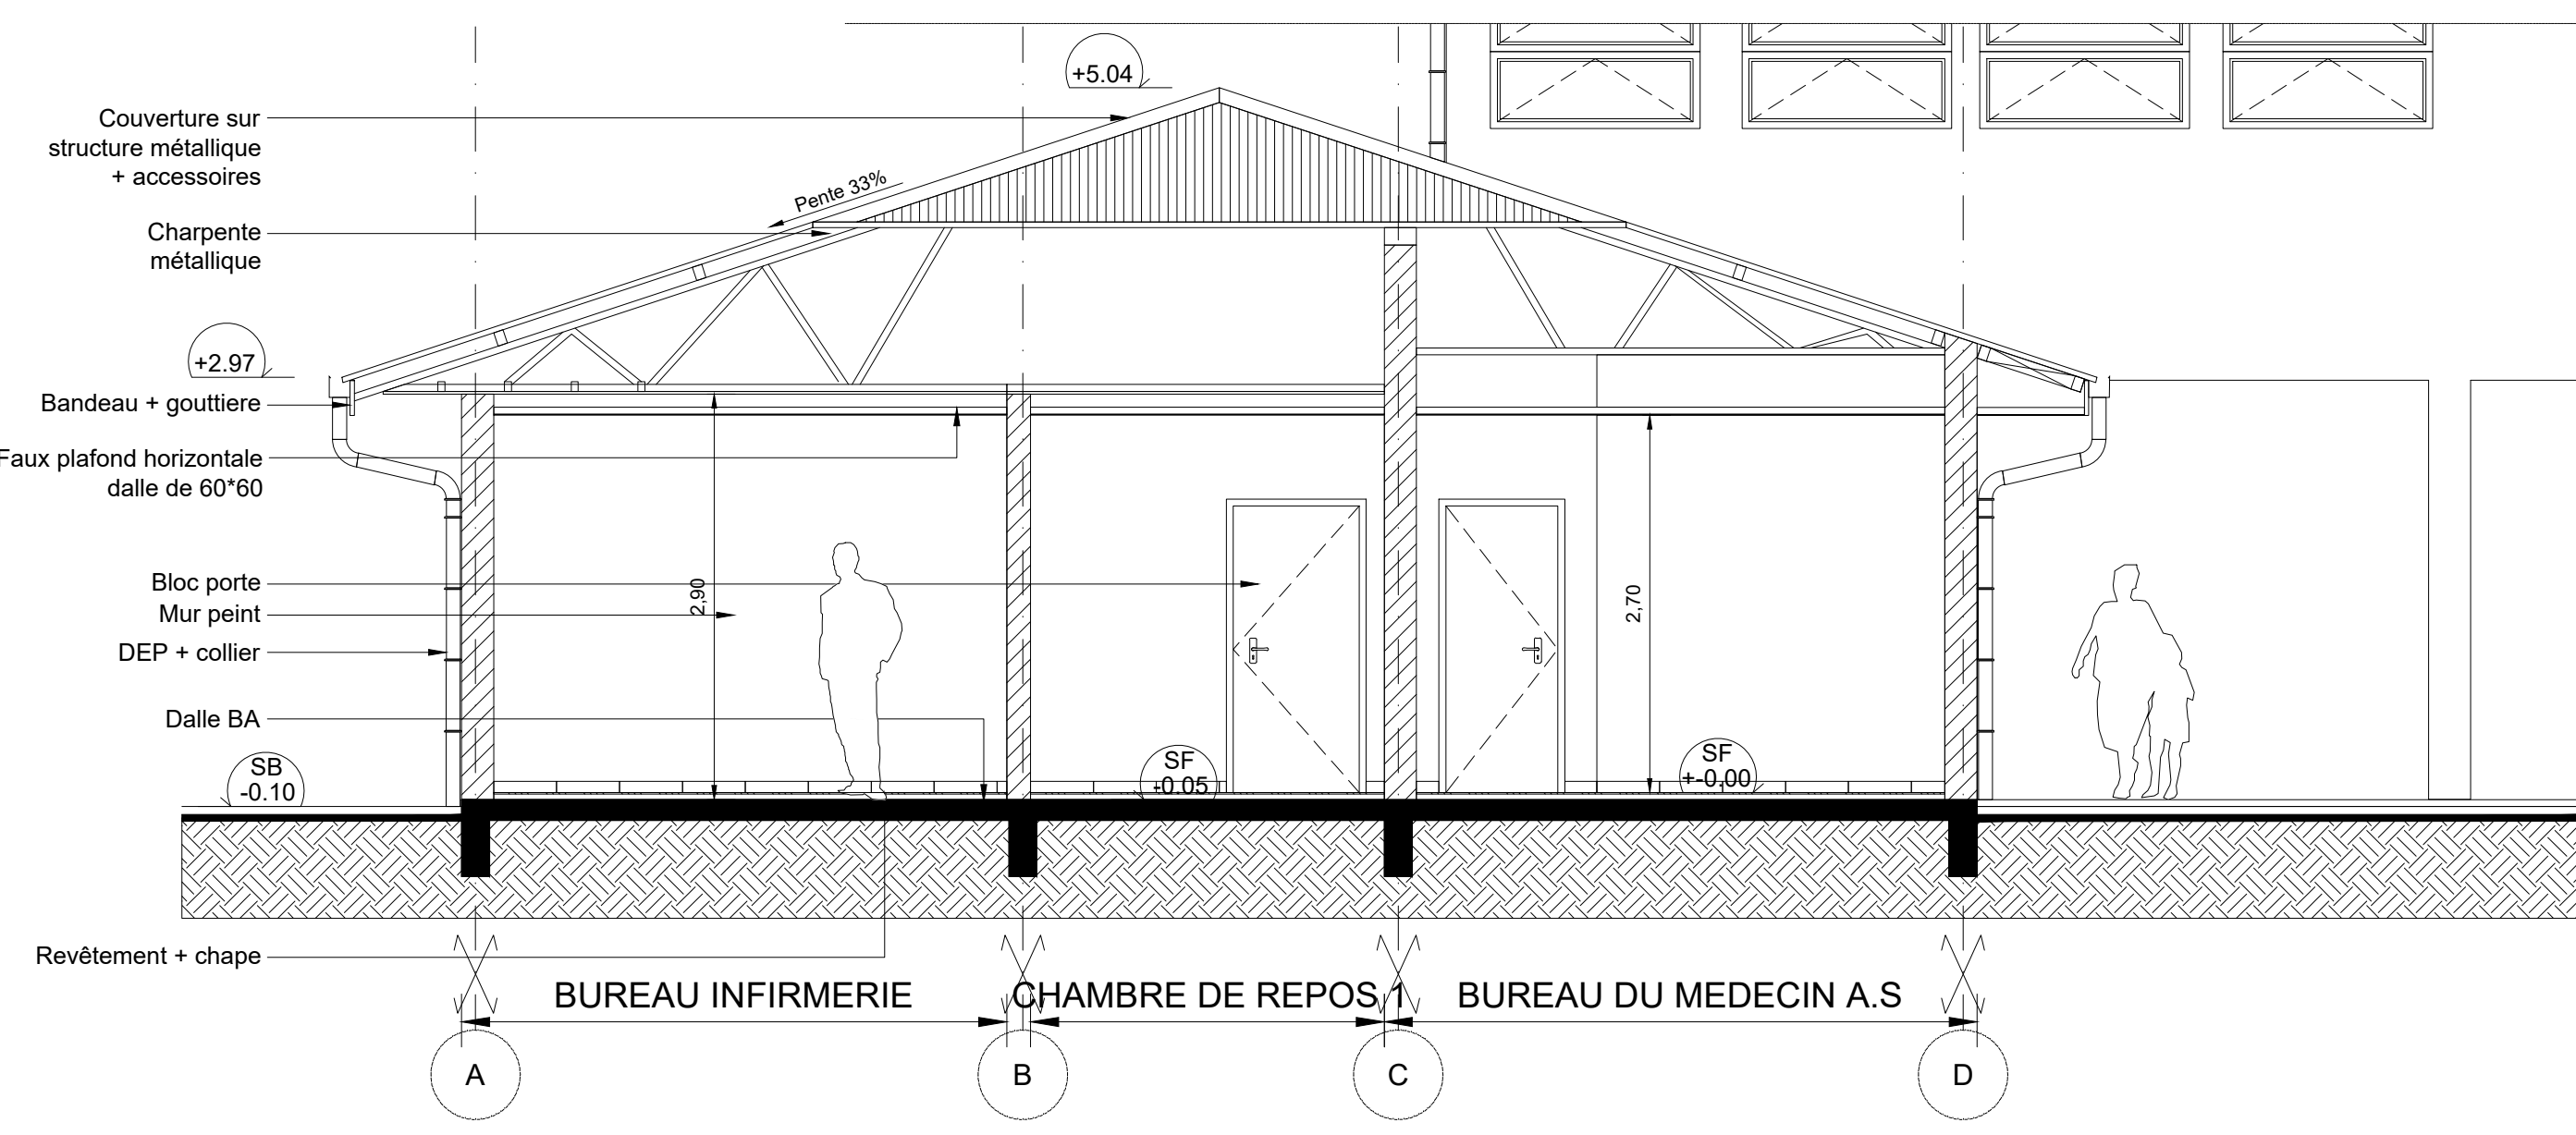 +5.04
Couverture sur
structure métallique
+ accessoires
Pente 33%
Charpente
métallique
+2.97
Bandeau + gouttiere
Faux plafond horizontale
dalle de 60*60
Bloc porte
2,90
2,70
Mur peint
DEP + collier
Dalle BA
SB
-0.10
SF
-0.05
SF
+-0.00
Revêtement + chape
BUREAU INFIRMERIE
CHAMBRE DE REPOS 1
BUREAU DU MEDECIN A.S
A
B
C
D